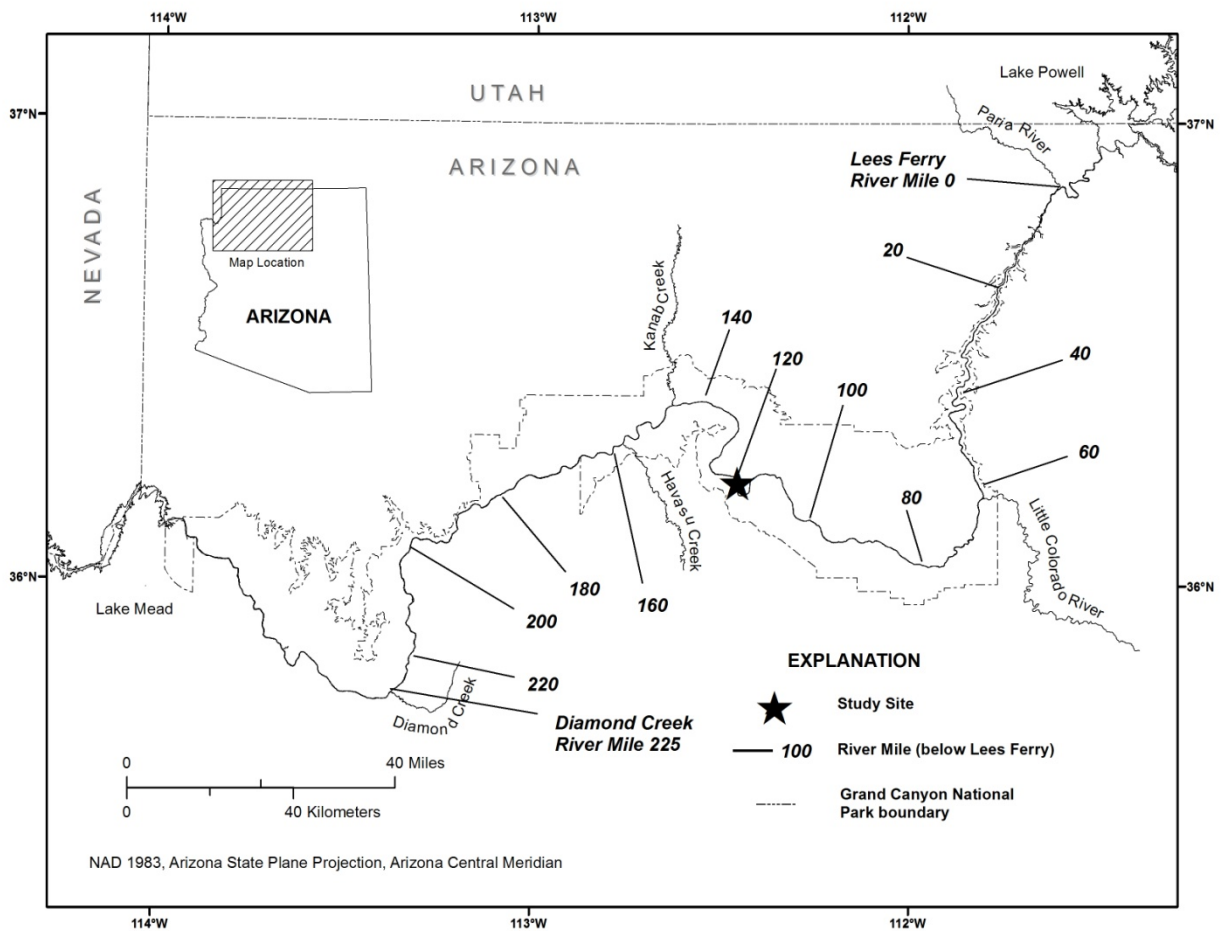 114°W
113°W
112°W
Lake Powell
UTAH
37°N
37°N
Paria River
ARIZONA
Lees Ferry
River Mile 0
NEVADA
20
Map Location
Kanab Creek
ARIZONA
140
120
40
100
60
Havasu Creek
80
Little Colorado River
36°N
180
160
36°N
Lake Mead
200
EXPLANATION
220
Study Site
Diamond Creek
Diamond Creek
River Mile 225
100
River Mile (below Lees Ferry)
0
40 Miles
Grand Canyon National
Park boundary
0
40 Kilometers
NAD 1983, Arizona State Plane Projection, Arizona Central Meridian
114°W
113°W
112°W